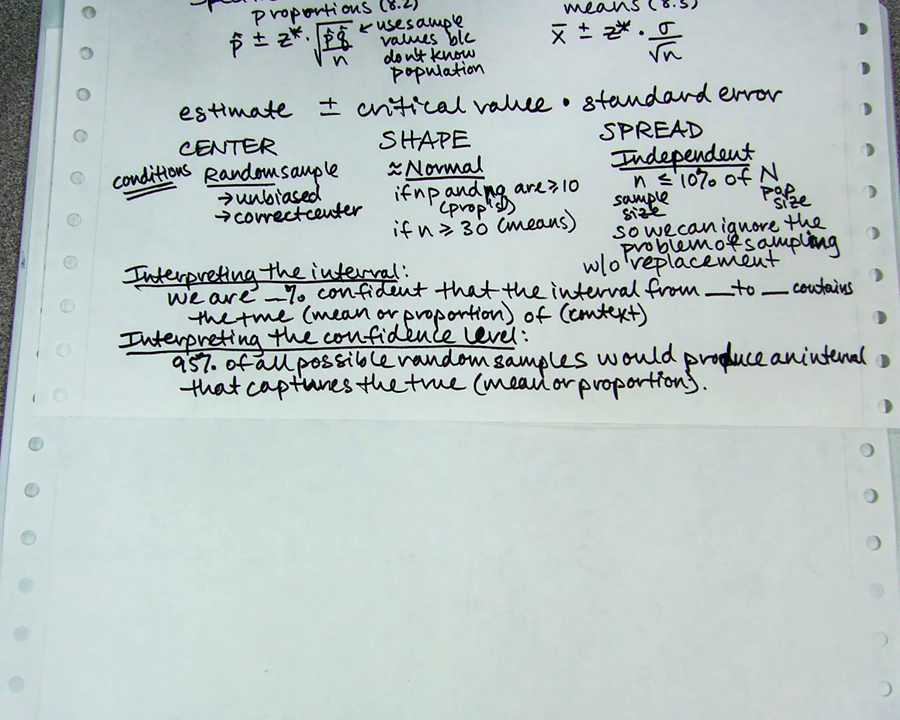 proportions (8.2)
means (8.3)
p̂ ± z* · √(p̂q̂/n) ← use sample
values b/c
don't know
population
x̄ ± z* · σ/√n
estimate ± critical value • standard error
CENTER SHAPE SPREAD
conditions Random sample ≈ Normal Independent
→ unbiased
→ correct center
if np and nq are ≥ 10
(prop's)
if n ≥ 30 (means)
n ≤ 10% of N
sample size
pop size
so we can ignore the
problem of sampling
w/o replacement
Interpreting the interval:
we are __% confident that the interval from __ to __ contains
the true (mean or proportion) of (context)
Interpreting the confidence level:
95% of all possible random samples would produce an interval
that captures the true (mean or proportion).